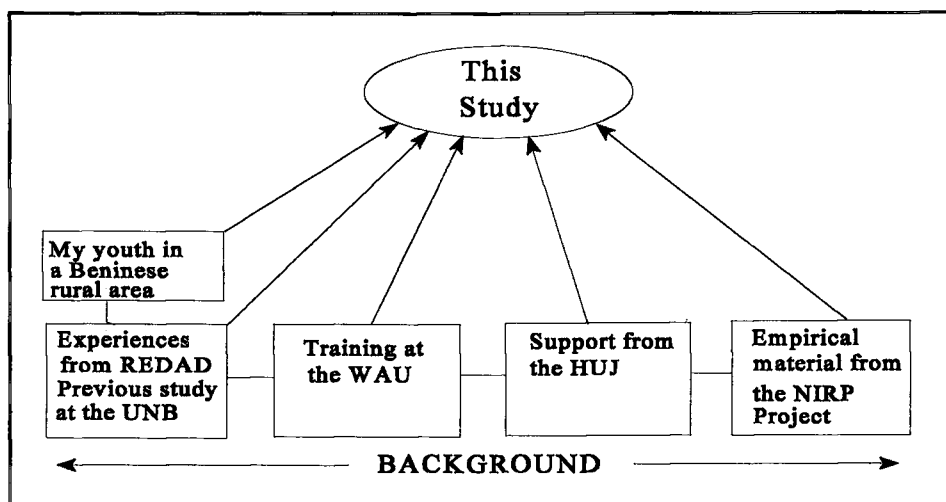 This
Study
My youth in
a Beninese
rural area
Experiences
from REDAD
Previous study
at the UNB
Training at
the WAU
Support from
the HUJ
Empirical
material from
the NIRP
Project
BACKGROUND